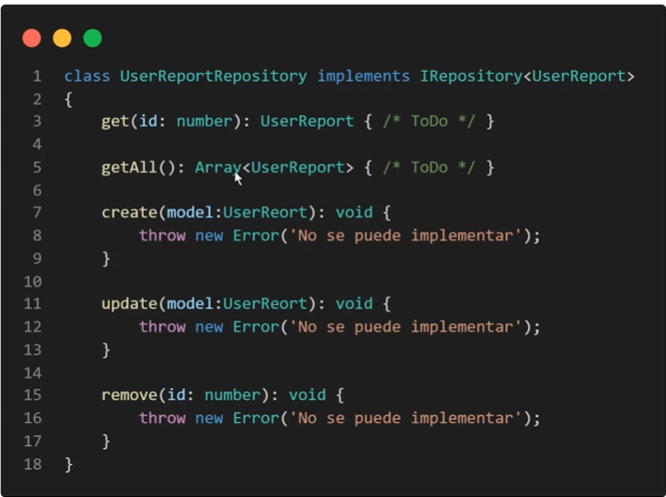 1 class UserReportRepository implements IRepository<UserReport>
2 {
3 get(id: number): UserReport { /* ToDo */ }
4
5 getAll(): Array<UserReport> { /* ToDo */ }
6
7 create(model:UserReort): void {
8 throw new Error('No se puede implementar');
9 }
10
11 update(model:UserReort): void {
12 throw new Error('No se puede implementar');
13 }
14
15 remove(id: number): void {
16 throw new Error('No se puede implementar');
17 }
18 }